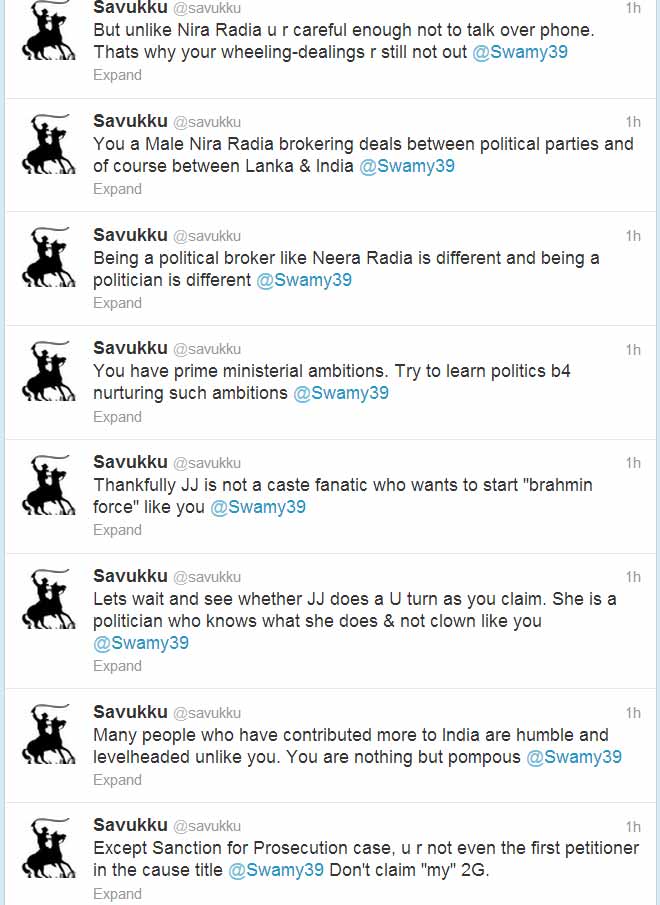 Savukku @savukku 1h
But unlike Nira Radia u r careful enough not to talk over phone.
Thats why your wheeling-dealings r still not out @Swamy39
Expand
Savukku @savukku 1h
You a Male Nira Radia brokering deals between political parties and
of course between Lanka & India @Swamy39
Expand
Savukku @savukku 1h
Being a political broker like Neera Radia is different and being a
politician is different @Swamy39
Expand
Savukku @savukku 1h
You have prime ministerial ambitions. Try to learn politics b4
nurturing such ambitions @Swamy39
Expand
Savukku @savukku 1h
Thankfully JJ is not a caste fanatic who wants to start "brahmin
force" like you @Swamy39
Expand
Savukku @savukku 1h
Lets wait and see whether JJ does a U turn as you claim. She is a
politician who knows what she does & not clown like you
@Swamy39
Expand
Savukku @savukku 1h
Many people who have contributed more to India are humble and
levelheaded unlike you. You are nothing but pompous @Swamy39
Expand
Savukku @savukku 1h
Except Sanction for Prosecution case, u r not even the first petitioner
in the cause title @Swamy39 Don't claim "my" 2G.
Expand